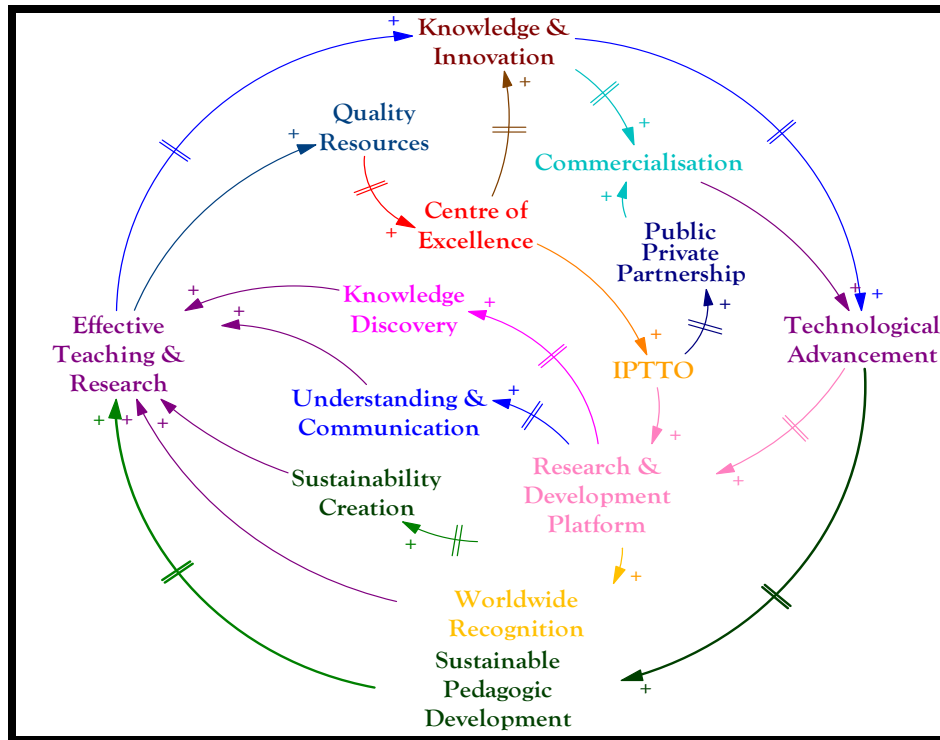 Knowledge &
Innovation
Quality
Resources
Commercialisation
Centre of
Excellence
Public
Private
Partnership
Knowledge
Discovery
Effective
Teaching &
Research
Technological
Advancement
IPTTO
Understanding &
Communication
Sustainability
Creation
Research &
Development
Platform
Worldwide
Recognition
Sustainable
Pedagogic
Development